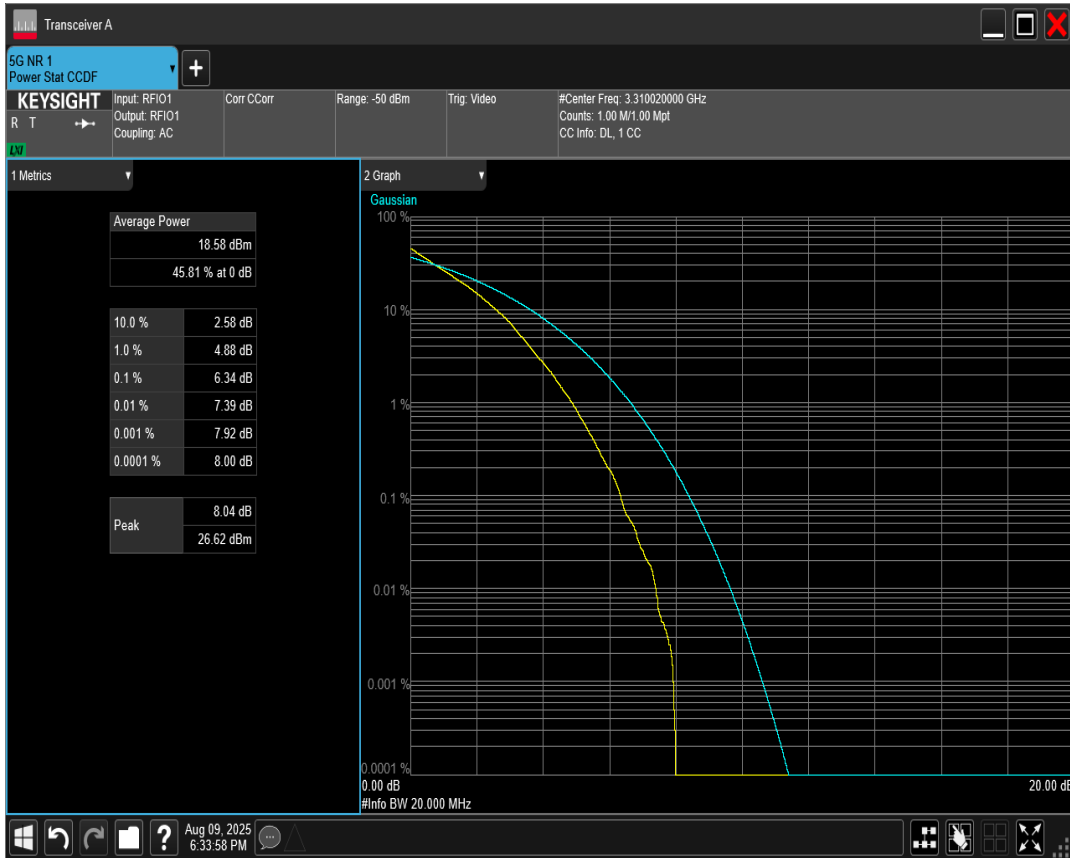 Transceiver A
5G NR 1
Power Stat CCDF
+
KEYSIGHT
R T
LXI
Input: RFIO1
Output: RFIO1
Coupling: AC
Corr CCorr
Range: -50 dBm
Trig: Video
#Center Freq: 3.310020000 GHz
Counts: 1.00 M/1.00 Mpt
CC Info: DL, 1 CC
1 Metrics
Average Power
18.58 dBm
45.81 % at 0 dB
10.0 % 2.58 dB
1.0 % 4.88 dB
0.1 % 6.34 dB
0.01 % 7.39 dB
0.001 % 7.92 dB
0.0001 % 8.00 dB
Peak
8.04 dB
26.62 dBm
2 Graph
Gaussian
100 %
10 %
1 %
0.1 %
0.01 %
0.001 %
0.0001 %
0.00 dB
20.00 dB
#Info BW 20.000 MHz
?
Aug 09, 2025
6:33:58 PM